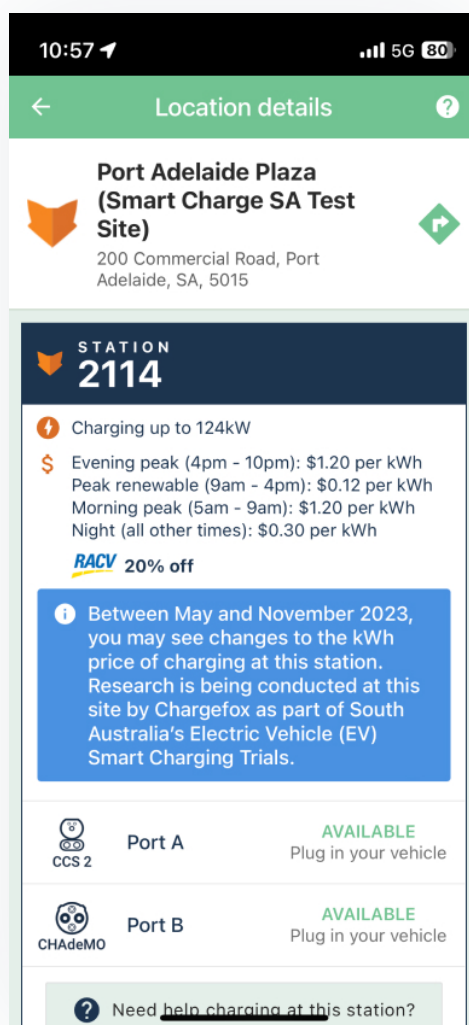 10:57
5G 80
Location details
Port Adelaide Plaza
(Smart Charge SA Test
Site)
200 Commercial Road, Port
Adelaide, SA, 5015
STATION
2114
Charging up to 124kW
$ Evening peak (4pm - 10pm): $1.20 per kWh
Peak renewable (9am - 4pm): $0.12 per kWh
Morning peak (5am - 9am): $1.20 per kWh
Night (all other times): $0.30 per kWh
RACV 20% off
Between May and November 2023,
you may see changes to the kWh
price of charging at this station.
Research is being conducted at this
site by Chargefox as part of South
Australia's Electric Vehicle (EV)
Smart Charging Trials.
CCS 2
Port A
AVAILABLE
Plug in your vehicle
CHAdeMO
Port B
AVAILABLE
Plug in your vehicle
Need help charging at this station?